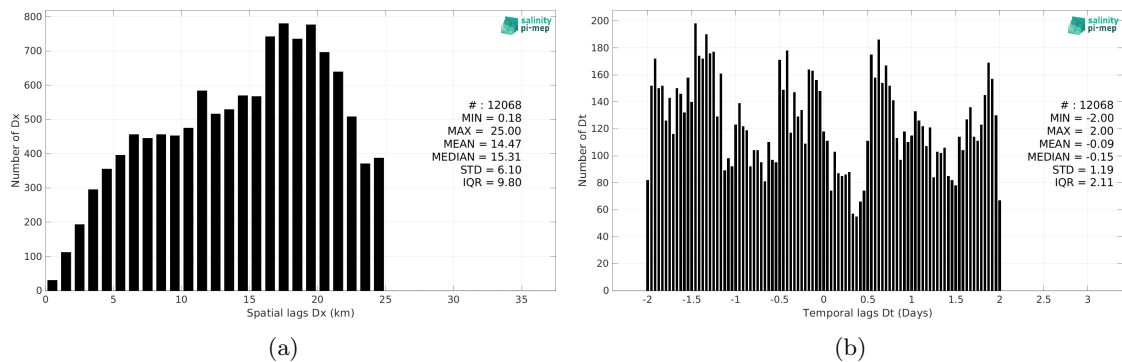 800
700
600
500
400
300
200
100
0
Number of Dx
0 5 10 15 20 25 30 35
Spatial lags Dx (km)
salinity
pi-mep
# : 12068
MIN = 0.18
MAX = 25.00
MEAN = 14.47
MEDIAN = 15.31
STD = 6.10
IQR = 9.80
(a)
200
180
160
140
120
100
80
60
40
20
0
Number of Dt
-2 -1.5 -1 -0.5 0 0.5 1 1.5 2 2.5 3
Temporal lags Dt (Days)
salinity
pi-mep
# : 12068
MIN = -2.00
MAX = 2.00
MEAN = -0.09
MEDIAN = -0.15
STD = 1.19
IQR = 2.11
(b)